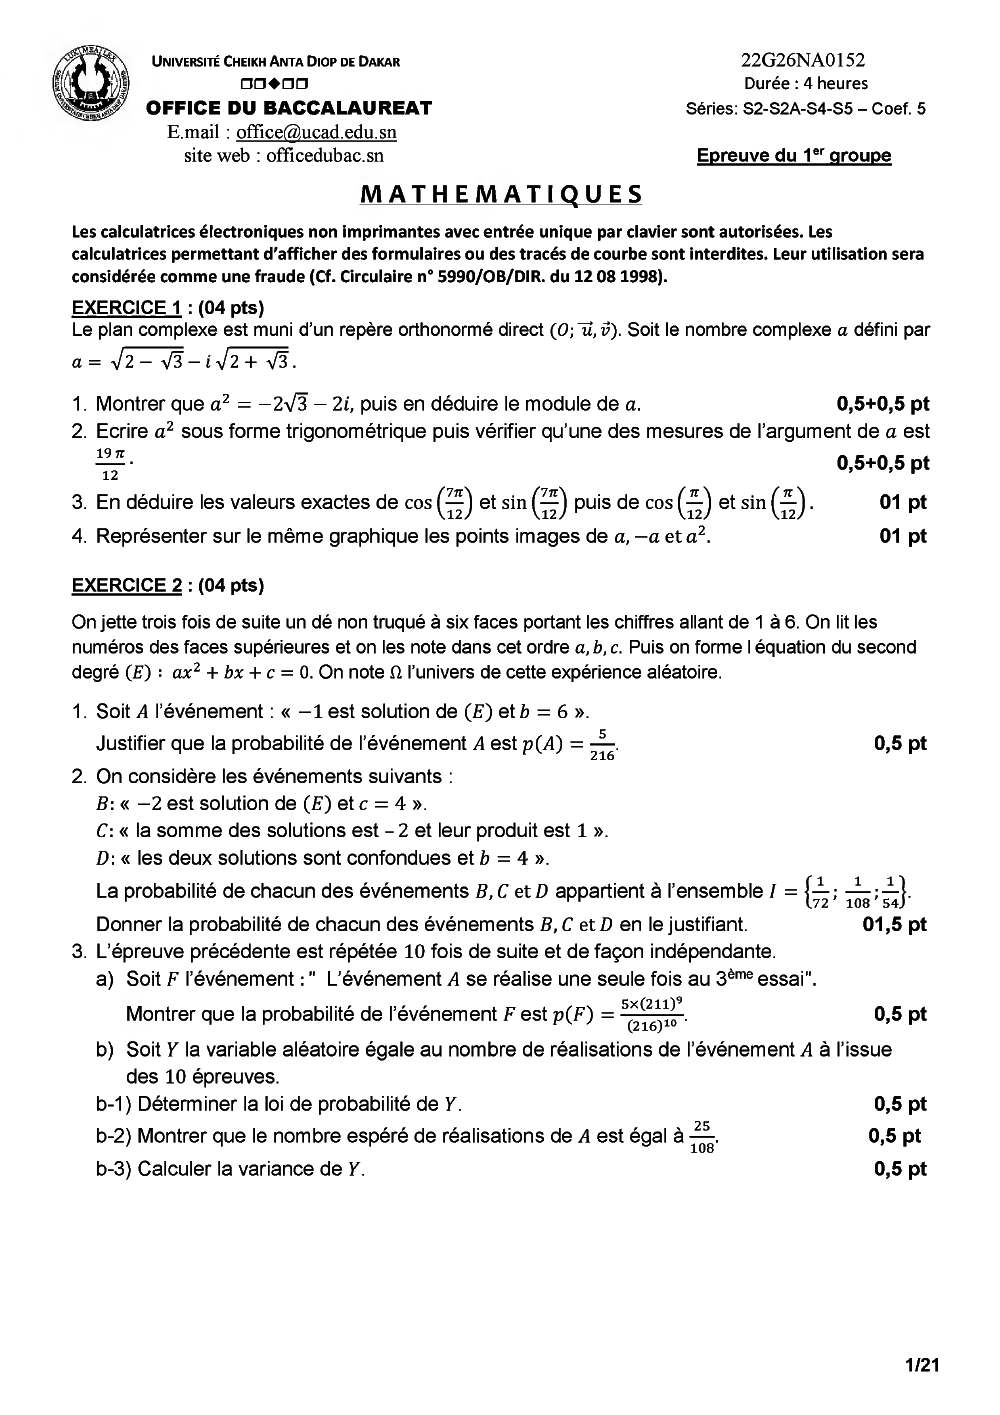 UNIVERSITÉ CHEIKH ANTA DIOP DE DAKAR
□□◆□□
OFFICE DU BACCALAUREAT
E.mail : office@ucad.edu.sn
site web : officedubac.sn
22G26NA0152
Durée : 4 heures
Séries: S2-S2A-S4-S5 – Coef. 5
Epreuve du 1er groupe
MATHEMATIQUES
Les calculatrices électroniques non imprimantes avec entrée unique par clavier sont autorisées. Les
calculatrices permettant d’afficher des formulaires ou des tracés de courbe sont interdites. Leur utilisation sera
considérée comme une fraude (Cf. Circulaire n° 5990/OB/DIR. du 12 08 1998).
EXERCICE 1 : (04 pts)
Le plan complexe est muni d’un repère orthonormé direct (O; u⃗, v⃗). Soit le nombre complexe a défini par
a = √(2 − √3) − i √(2 + √3) .
1. Montrer que a² = −2√3 − 2i, puis en déduire le module de a. 0,5+0,5 pt
2. Ecrire a² sous forme trigonométrique puis vérifier qu’une des mesures de l’argument de a est
19 π/12 . 0,5+0,5 pt
3. En déduire les valeurs exactes de cos (7π/12) et sin (7π/12) puis de cos (π/12) et sin (π/12) . 01 pt
4. Représenter sur le même graphique les points images de a, −a et a². 01 pt
EXERCICE 2 : (04 pts)
On jette trois fois de suite un dé non truqué à six faces portant les chiffres allant de 1 à 6. On lit les
numéros des faces supérieures et on les note dans cet ordre a, b, c. Puis on forme l équation du second
degré (E) : ax² + bx + c = 0. On note Ω l’univers de cette expérience aléatoire.
1. Soit A l’événement : « −1 est solution de (E) et b = 6 ».
Justifier que la probabilité de l’événement A est p(A) = 5/216. 0,5 pt
2. On considère les événements suivants :
B: « −2 est solution de (E) et c = 4 ».
C: « la somme des solutions est – 2 et leur produit est 1 ».
D: « les deux solutions sont confondues et b = 4 ».
La probabilité de chacun des événements B, C et D appartient à l’ensemble I = {1/72 ; 1/108 ; 1/54}.
Donner la probabilité de chacun des événements B, C et D en le justifiant. 01,5 pt
3. L’épreuve précédente est répétée 10 fois de suite et de façon indépendante.
a) Soit F l’événement : " L’événement A se réalise une seule fois au 3ème essai".
Montrer que la probabilité de l’événement F est p(F) = 5×(211)⁹/(216)¹⁰. 0,5 pt
b) Soit Y la variable aléatoire égale au nombre de réalisations de l’événement A à l’issue
des 10 épreuves.
b-1) Déterminer la loi de probabilité de Y. 0,5 pt
b-2) Montrer que le nombre espéré de réalisations de A est égal à 25/108. 0,5 pt
b-3) Calculer la variance de Y. 0,5 pt
1/21